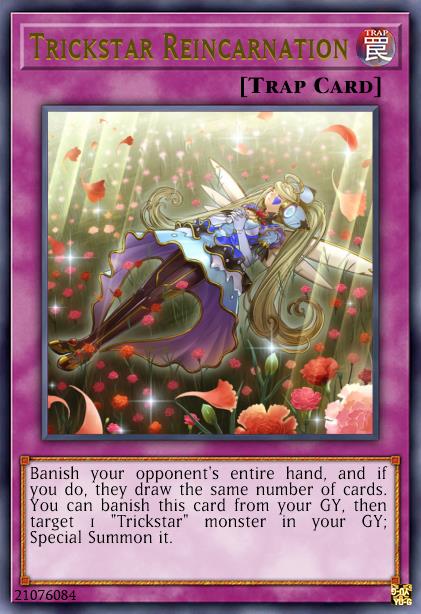 Trickstar Reincarnation
TRAP
罠
[Trap Card]
Banish your opponent's entire hand, and if
you do, they draw the same number of cards.
You can banish this card from your GY, then
target 1 "Trickstar" monster in your GY;
Special Summon it.
21076084